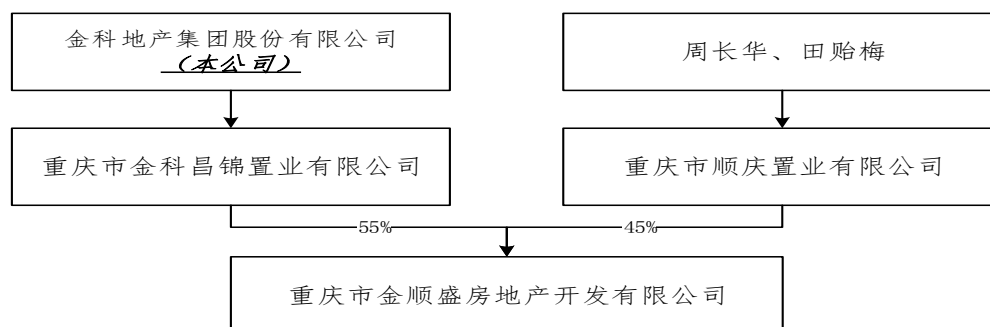 金科地产集团股份有限公司
（本公司）
周长华、田贻梅
重庆市金科昌锦置业有限公司
重庆市顺庆置业有限公司
55%
45%
重庆市金顺盛房地产开发有限公司